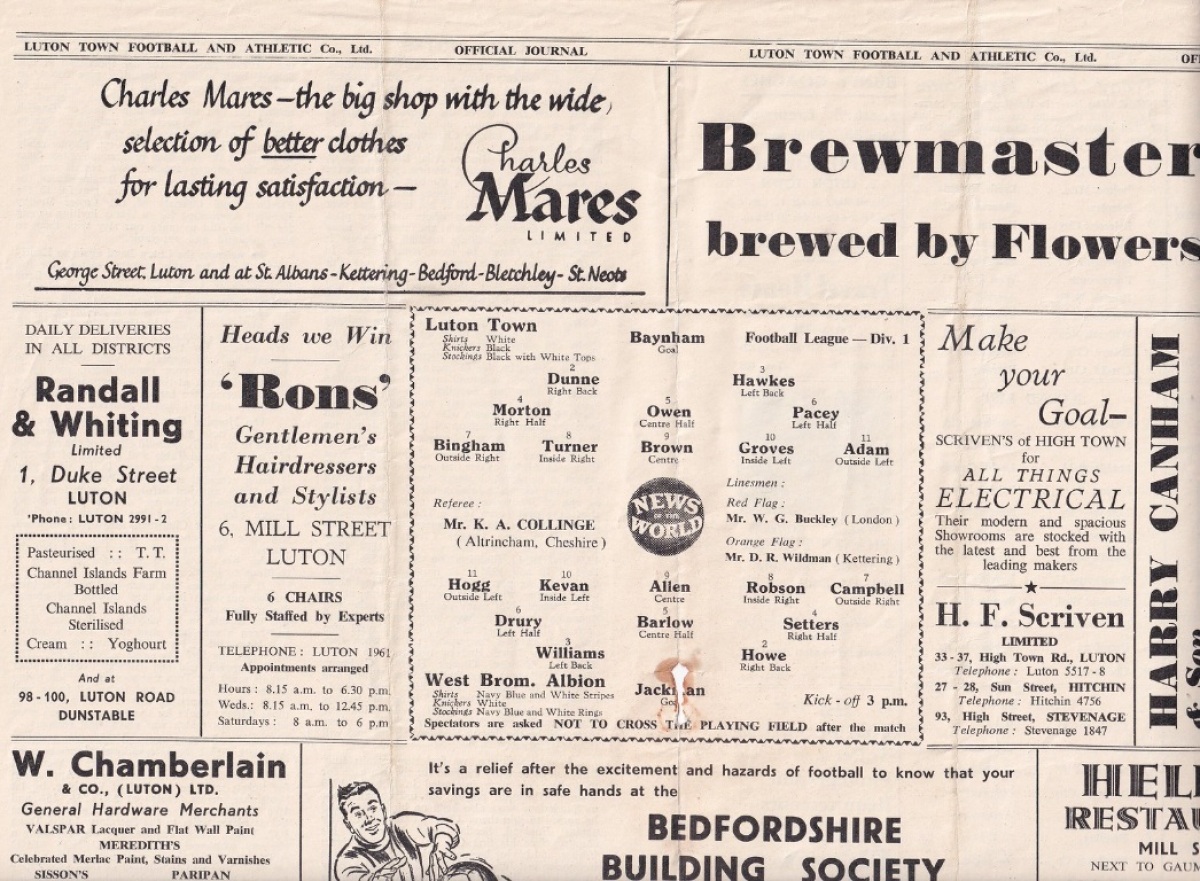 LUTON TOWN FOOTBALL AND ATHLETIC Co., Ltd. OFFICIAL JOURNAL
LUTON TOWN FOOTBALL AND ATHLETIC Co., Ltd.
Charles Mares – the big shop with the wide
selection of better clothes
for lasting satisfaction –
Charles
Mares
LIMITED
George Street, Luton and at St. Albans - Kettering - Bedford - Bletchley - St. Neots
Brewmaster
brewed by Flowers
DAILY DELIVERIES
IN ALL DISTRICTS
Randall
& Whiting
Limited
1, Duke Street
LUTON
'Phone: LUTON 2991-2
Pasteurised :: T.T.
Channel Islands Farm
Bottled
Channel Islands
Sterilised
Cream :: Yoghourt
And at
98-100, LUTON ROAD
DUNSTABLE
Heads we Win
'Rons'
Gentlemen's
Hairdressers
and Stylists
6, MILL STREET
LUTON
6 CHAIRS
Fully Staffed by Experts
TELEPHONE: LUTON 1961
Appointments arranged
Hours: 8.15 a.m. to 6.30 p.m.
Weds.: 8.15 a.m. to 12.45 p.m.
Saturdays: 8 a.m. to 6 p.m
Luton Town
Skirts White
Knickers Black
Stockings Black with White Tops
Baynham
Goal
Football League — Div. 1
2 3
Dunne Hawkes
Right Back Left Back
4 5 6
Morton Owen Pacey
Right Half Centre Half Left Half
7 8 9 10 11
Bingham Turner Brown Groves Adam
Outside Right Inside Right Centre Inside Left Outside Left
Referee:
Mr. K. A. COLLINGE
(Altrincham, Cheshire)
NEWS
OF THE
WORLD
Linesmen:
Red Flag:
Mr. W. G. Buckley (London)
Orange Flag:
Mr. D. R. Wildman (Kettering)
11 10 9 8 7
Hogg Kevan Allen Robson Campbell
Outside Left Inside Left Centre Inside Right Outside Right
6 5 4
Drury Barlow Setters
Left Half Centre Half Right Half
3 2
Williams Howe
Left Back Right Back
West Brom. Albion
Shirts Navy Blue and White Stripes
Knickers White
Stockings Navy Blue and White Rings
Kick-off 3 p.m.
Spectators are asked NOT TO CROSS THE PLAYING FIELD after the match
Make
your
Goal–
SCRIVEN'S of HIGH TOWN
for
ALL THINGS
ELECTRICAL
Their modern and spacious
Showrooms are stocked with
the latest and best from the
leading makers
H. F. Scriven
LIMITED
33-37, High Town Rd., LUTON
Telephone: Luton 5517-8
27-28, Sun Street, HITCHIN
Telephone: Hitchin 4756
93, High Street, STEVENAGE
Telephone: Stevenage 1847
HARRY CANHAM
& Son
W. Chamberlain
& CO., (LUTON) LTD.
General Hardware Merchants
VALSPAR Lacquer and Flat Wall Paint
MEREDITH'S
Celebrated Merlac Paint, Stains and Varnishes
SISSON'S PARIPAN
It's a relief after the excitement and hazards of football to know that your
savings are in safe hands at the
BEDFORDSHIRE
BUILDING SOCIETY
MILL
NEXT TO